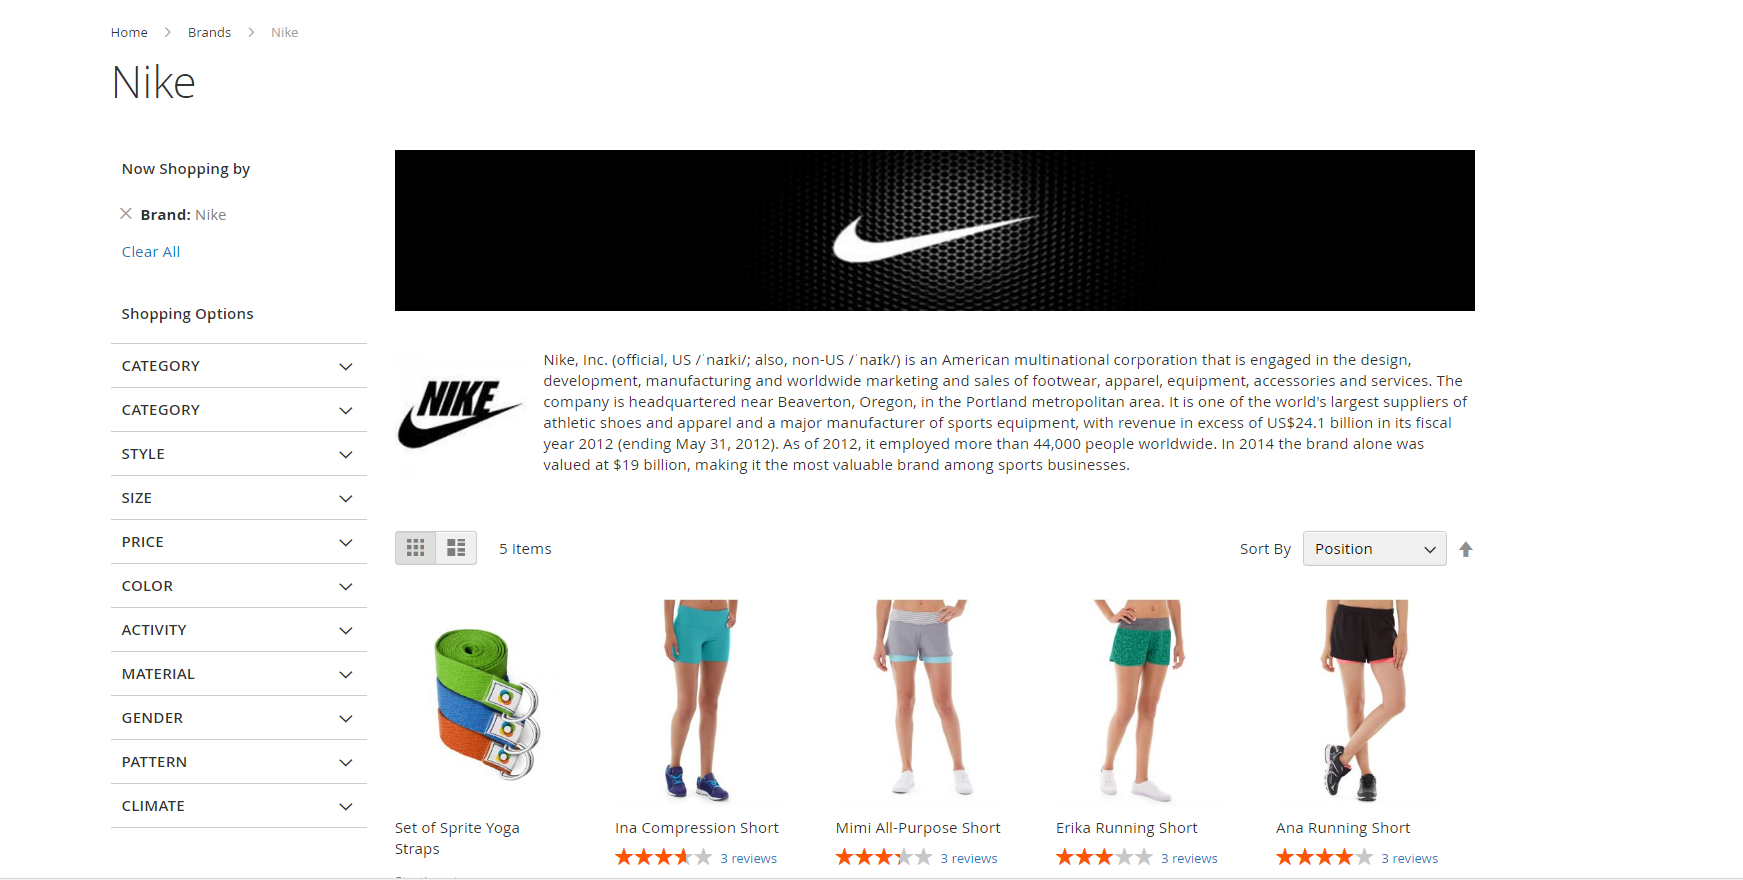 Home > Brands > Nike
Nike
Now Shopping by
Brand: Nike
Clear All
Shopping Options
CATEGORY
CATEGORY
STYLE
SIZE
PRICE
COLOR
ACTIVITY
MATERIAL
GENDER
PATTERN
CLIMATE
NIKE
Nike, Inc. (official, US /ˈnaɪki/; also, non-US /ˈnaɪk/) is an American multinational corporation that is engaged in the design,
development, manufacturing and worldwide marketing and sales of footwear, apparel, equipment, accessories and services. The
company is headquartered near Beaverton, Oregon, in the Portland metropolitan area. It is one of the world's largest suppliers of
athletic shoes and apparel and a major manufacturer of sports equipment, with revenue in excess of US$24.1 billion in its fiscal
year 2012 (ending May 31, 2012). As of 2012, it employed more than 44,000 people worldwide. In 2014 the brand alone was
valued at $19 billion, making it the most valuable brand among sports businesses.
5 Items
Sort By Position
Set of Sprite Yoga
Straps
Ina Compression Short
3 reviews
Mimi All-Purpose Short
3 reviews
Erika Running Short
3 reviews
Ana Running Short
3 reviews